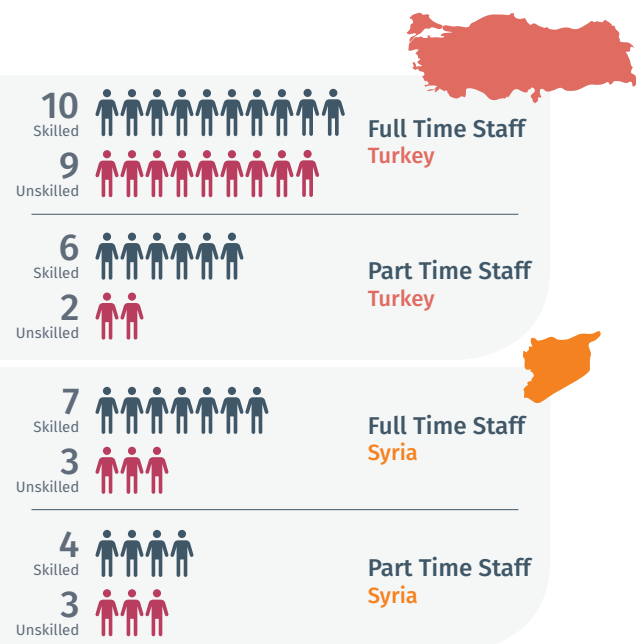 10
Skilled
9
Unskilled
Full Time Staff
Turkey
6
Skilled
2
Unskilled
Part Time Staff
Turkey
7
Skilled
3
Unskilled
Full Time Staff
Syria
4
Skilled
3
Unskilled
Part Time Staff
Syria